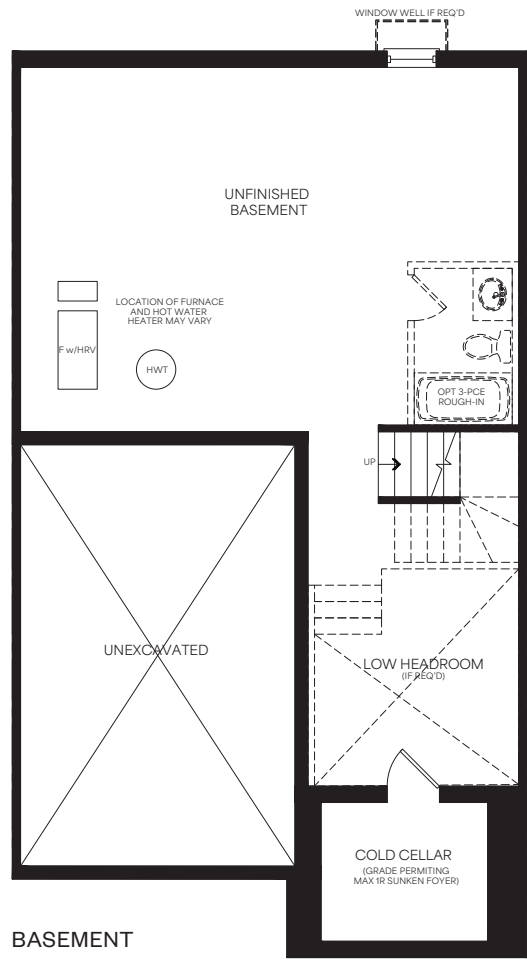 WINDOW WELL IF REQ'D
UNFINISHED
BASEMENT
LOCATION OF FURNACE
AND HOT WATER
HEATER MAY VARY
F w/HRV
HWT
OPT 3-PCE
ROUGH-IN
UP
UNEXCAVATED
LOW HEADROOM
(IF REQ'D)
COLD CELLAR
(GRADE PERMITING
MAX 1R SUNKEN FOYER)
BASEMENT